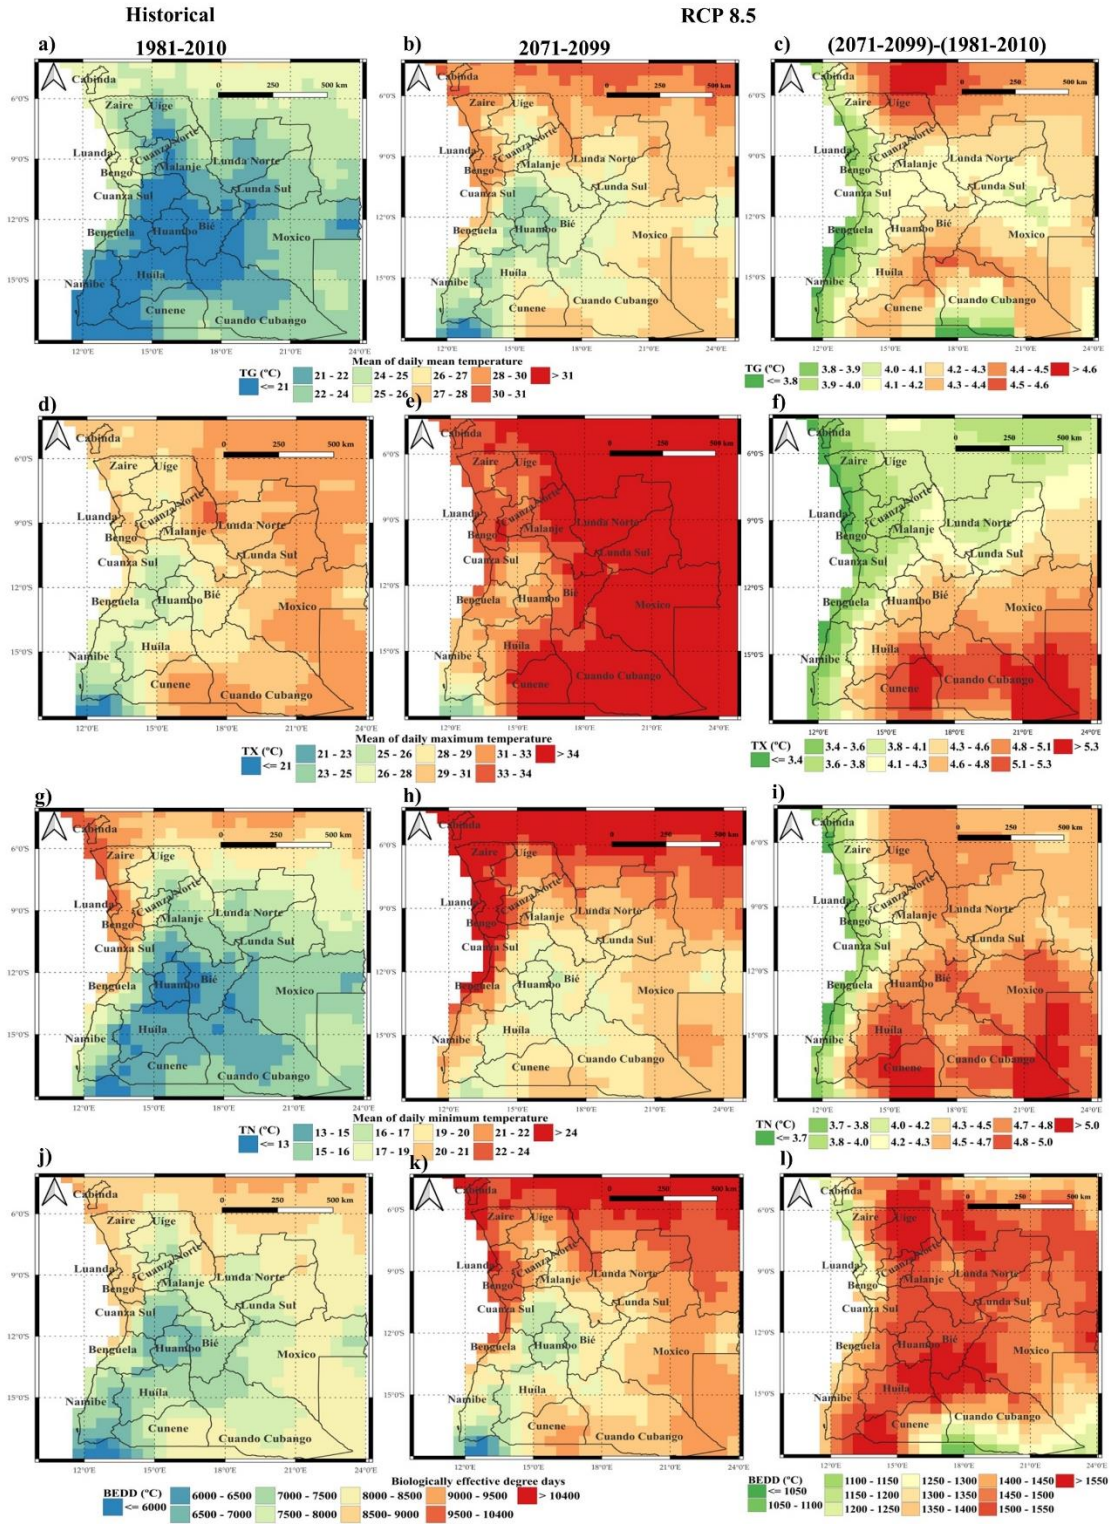 Historical
RCP 8.5
a) 1981-2010
b) 2071-2099
c) (2071-2099)-(1981-2010)
Cabinda
Zaire Uíge
Luanda Cuanza Norte
Bengo Malanje Lunda Norte
Cuanza Sul Lunda Sul
Benguela Huambo Bié
Moxico
Namibe Huíla
Cunene Cuando Cubango
6°0'S
9°0'S
12°0'S
15°0'S
12°0'E 15°0'E 18°0'E 21°0'E 24°0'E
0 250 500 km
Mean of daily mean temperature
TG (ºC)
<= 21
21 - 22
22 - 24
24 - 25
25 - 26
26 - 27
27 - 28
28 - 30
30 - 31
> 31
TG (ºC)
<= 3.8
3.8 - 3.9
3.9 - 4.0
4.0 - 4.1
4.1 - 4.2
4.2 - 4.3
4.3 - 4.4
4.4 - 4.5
4.5 - 4.6
> 4.6
d)
e)
f)
Mean of daily maximum temperature
TX (ºC)
<= 21
21 - 23
23 - 25
25 - 26
26 - 28
28 - 29
29 - 31
31 - 33
33 - 34
> 34
TX (ºC)
<= 3.4
3.4 - 3.6
3.6 - 3.8
3.8 - 4.1
4.1 - 4.3
4.3 - 4.6
4.6 - 4.8
4.8 - 5.1
5.1 - 5.3
> 5.3
g)
h)
i)
Mean of daily minimum temperature
TN (ºC)
<= 13
13 - 15
15 - 16
16 - 17
17 - 19
19 - 20
20 - 21
21 - 22
22 - 24
> 24
TN (ºC)
<= 3.7
3.7 - 3.8
3.8 - 4.0
4.0 - 4.2
4.2 - 4.3
4.3 - 4.5
4.5 - 4.7
4.7 - 4.8
4.8 - 5.0
> 5.0
j)
k)
l)
Biologically effective degree days
BEDD (ºC)
<= 6000
6000 - 6500
6500 - 7000
7000 - 7500
7500 - 8000
8000 - 8500
8500- 9000
9000 - 9500
9500 - 10400
> 10400
BEDD (ºC)
<= 1050
1050 - 1100
1100 - 1150
1150 - 1200
1200 - 1250
1250 - 1300
1300 - 1350
1350 - 1400
1400 - 1450
1450 - 1500
1500 - 1550
> 1550